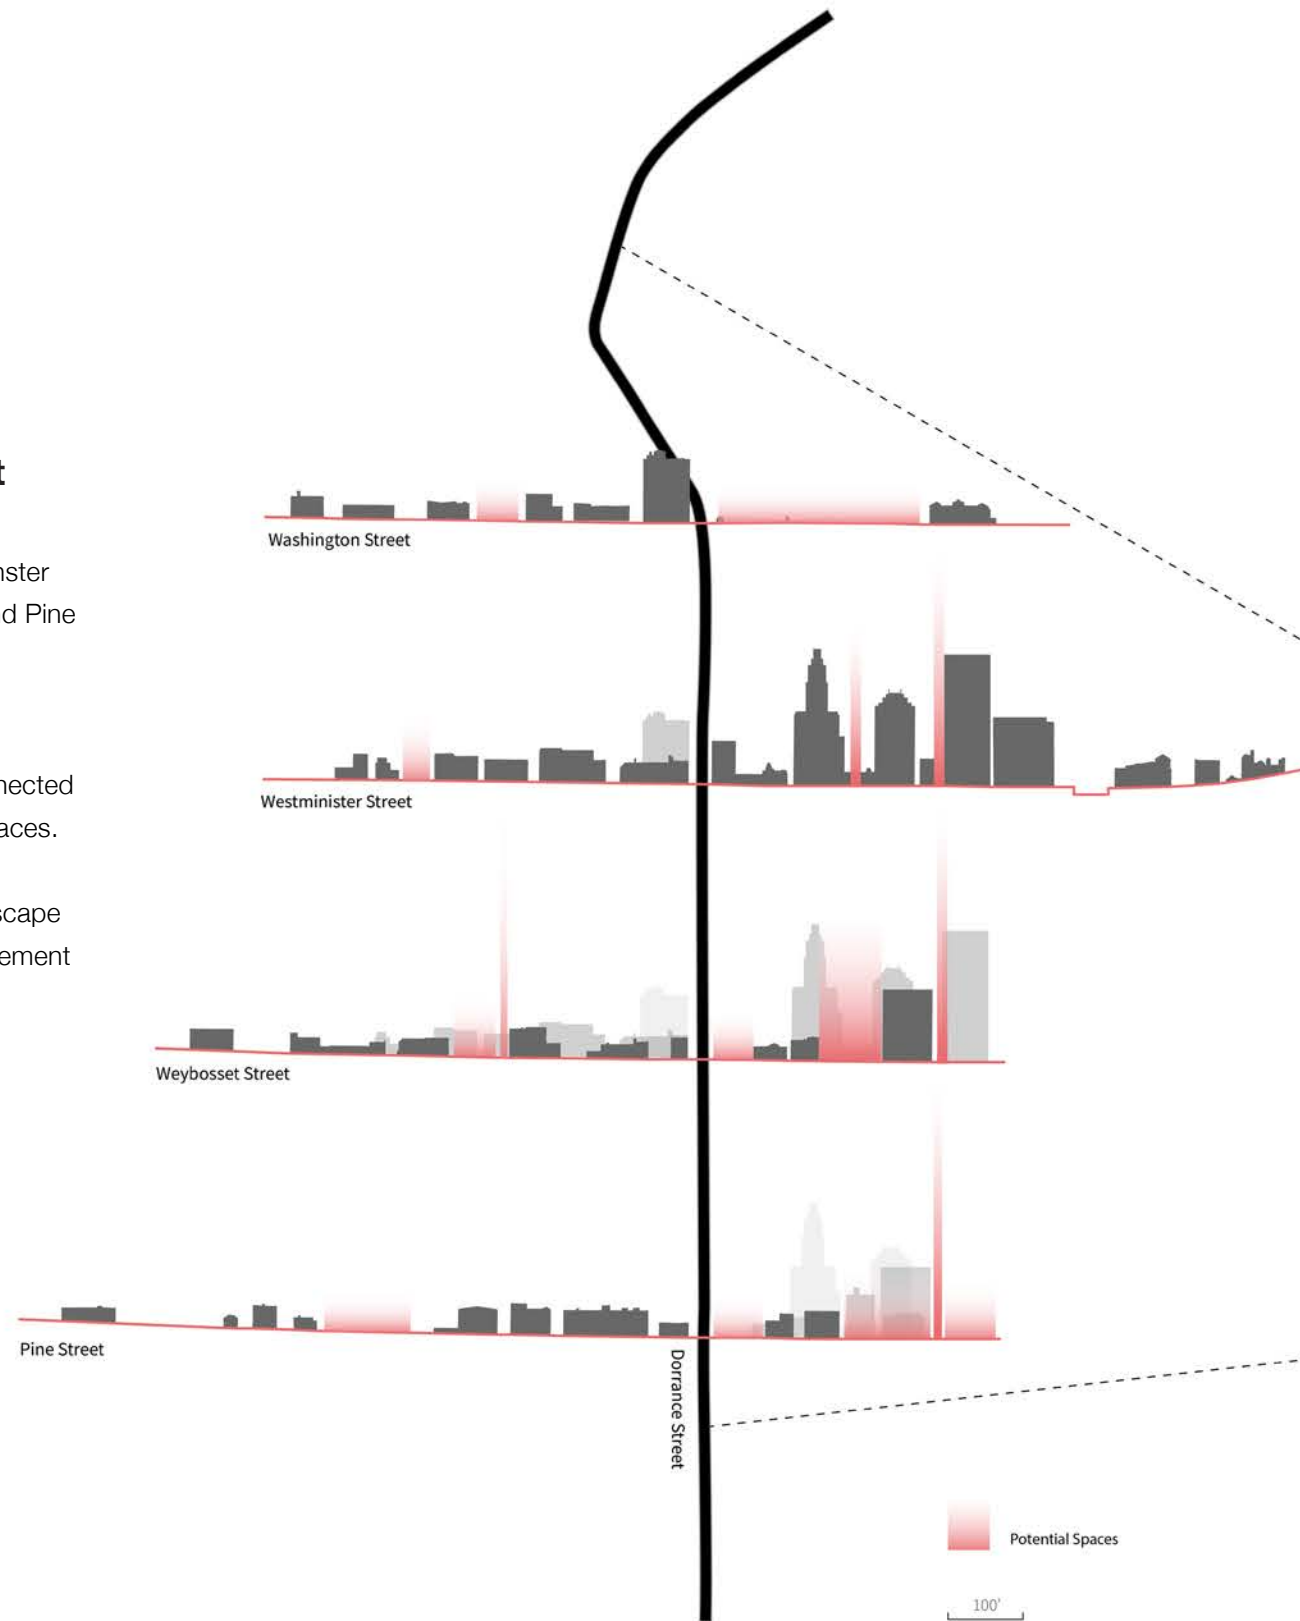 t
Washington Street
nster
d Pine
nected
Westminister Street
aces.
scape
ement
Weybosset Street
Pine Street
Dorrance Street
Potential Spaces
100'